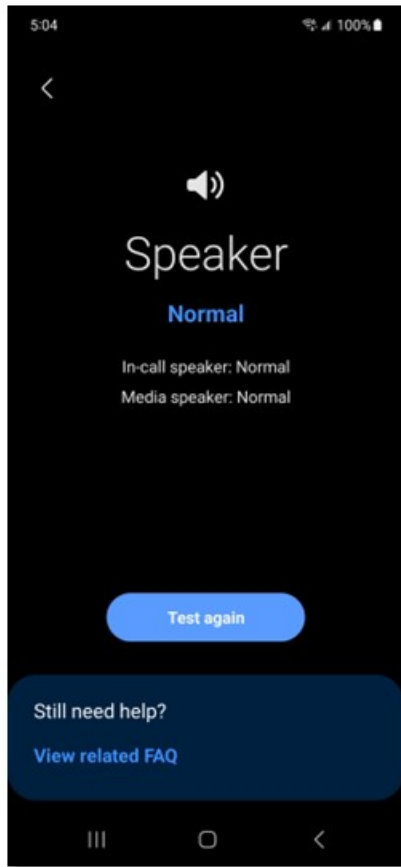 5:04
100%
Speaker
Normal
In-call speaker: Normal
Media speaker: Normal
Test again
Still need help?
View related FAQ